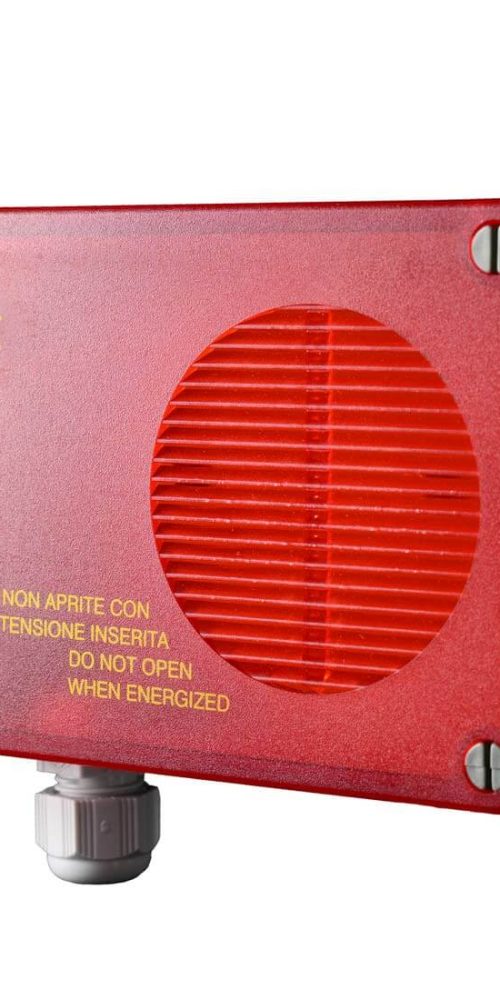 NON APRITE CON
TENSIONE INSERITA
DO NOT OPEN
WHEN ENERGIZED